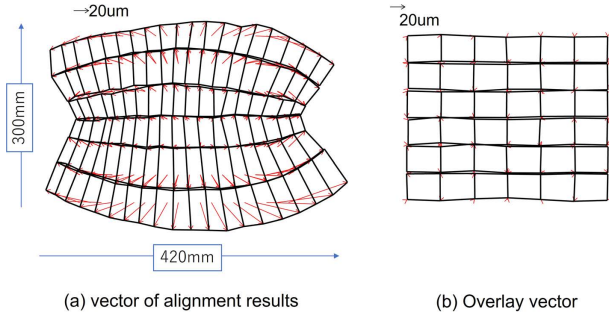 →20um
20um
300mm
420mm
(a) vector of alignment results
(b) Overlay vector